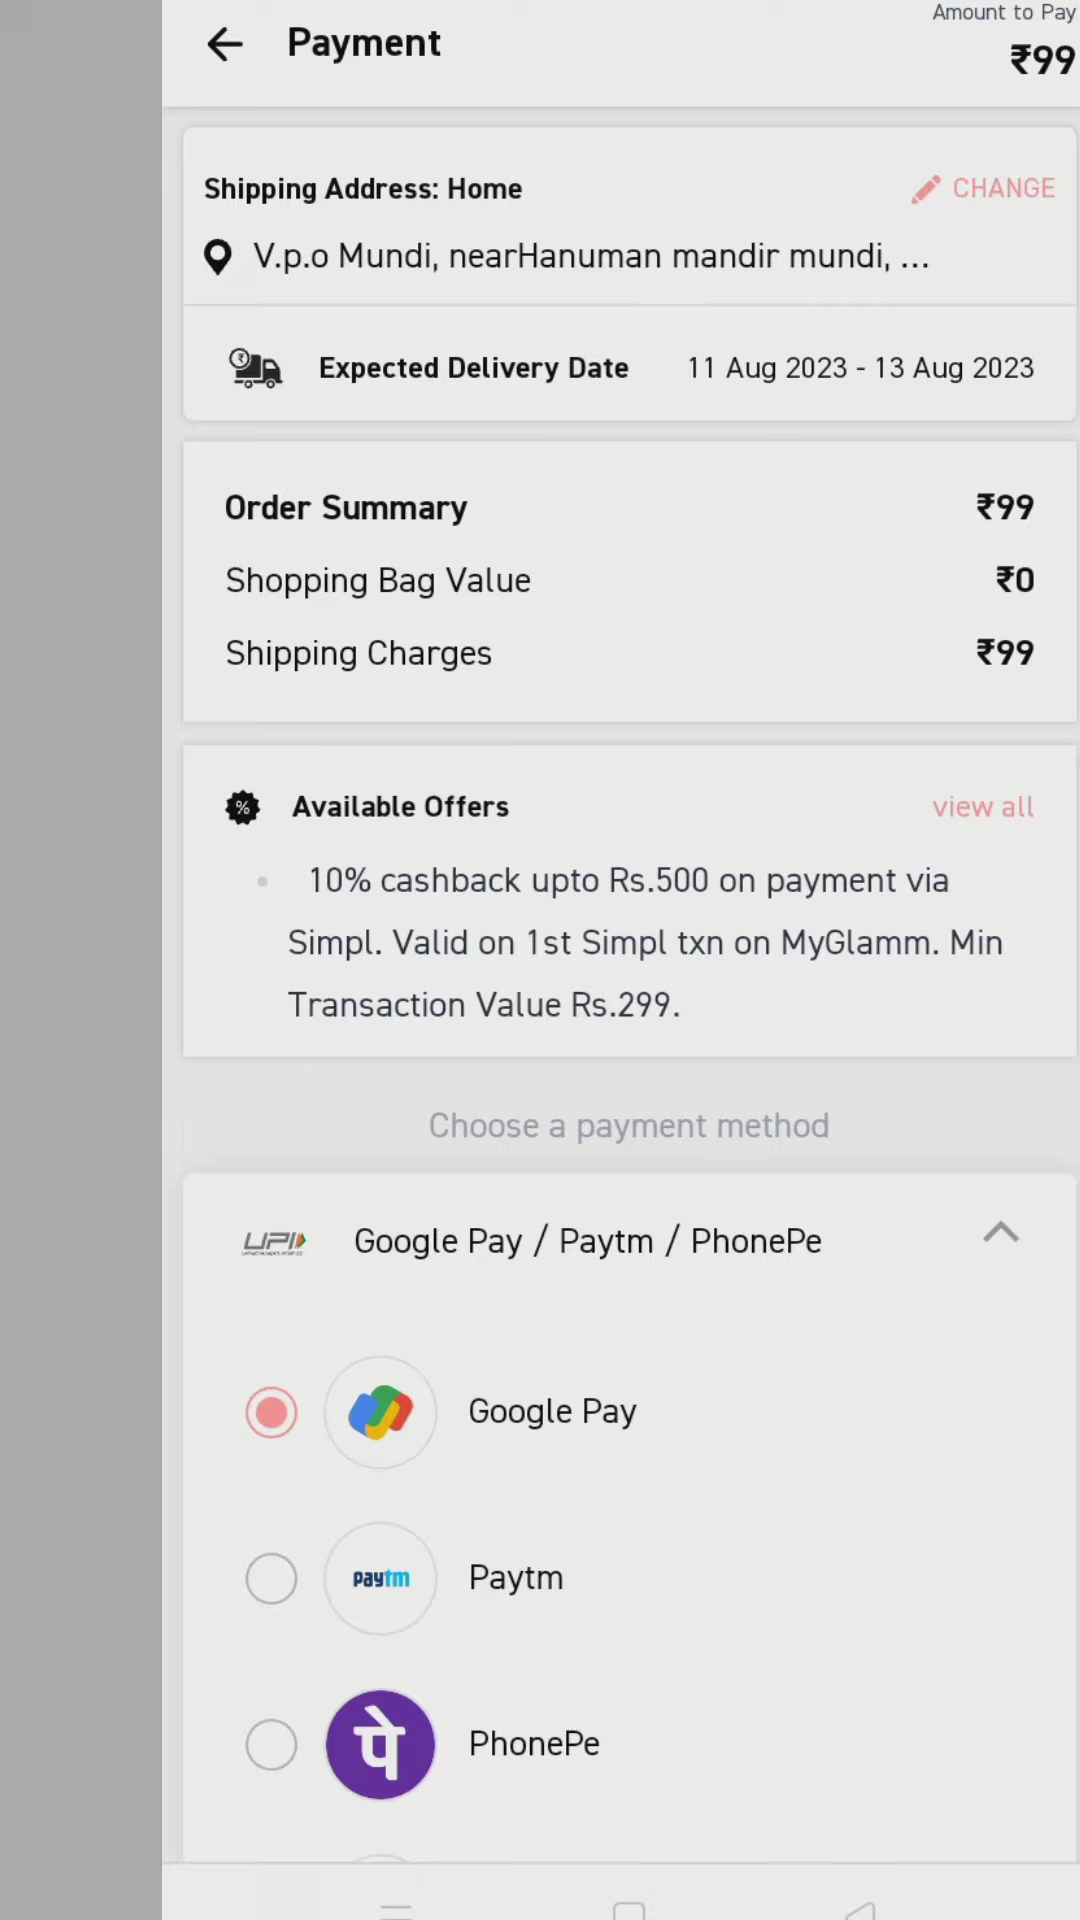 Amount to Pay
Payment
₹99
Shipping Address: Home
CHANGE
V.p.o Mundi, nearHanuman mandir mundi, ...
Expected Delivery Date 11 Aug 2023 - 13 Aug 2023
Order Summary ₹99
Shopping Bag Value ₹0
Shipping Charges ₹99
Available Offers view all
10% cashback upto Rs.500 on payment via
Simpl. Valid on 1st Simpl txn on MyGlamm. Min
Transaction Value Rs.299.
Choose a payment method
UPI Google Pay / Paytm / PhonePe
Google Pay
paytm Paytm
पे PhonePe